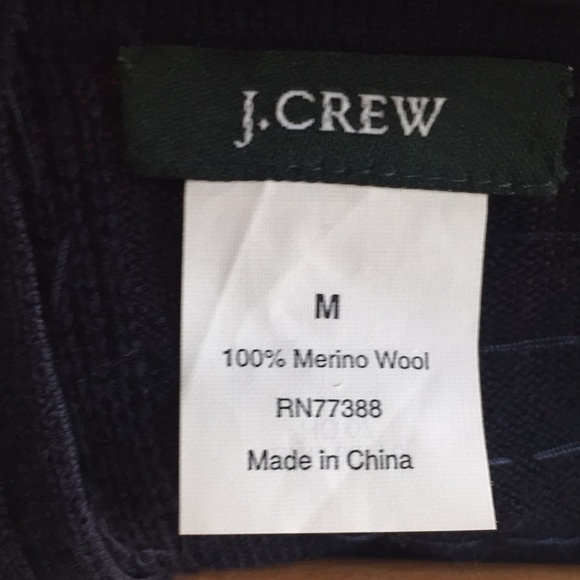 J.CREW
M
100% Merino Wool
RN77388
Made in China